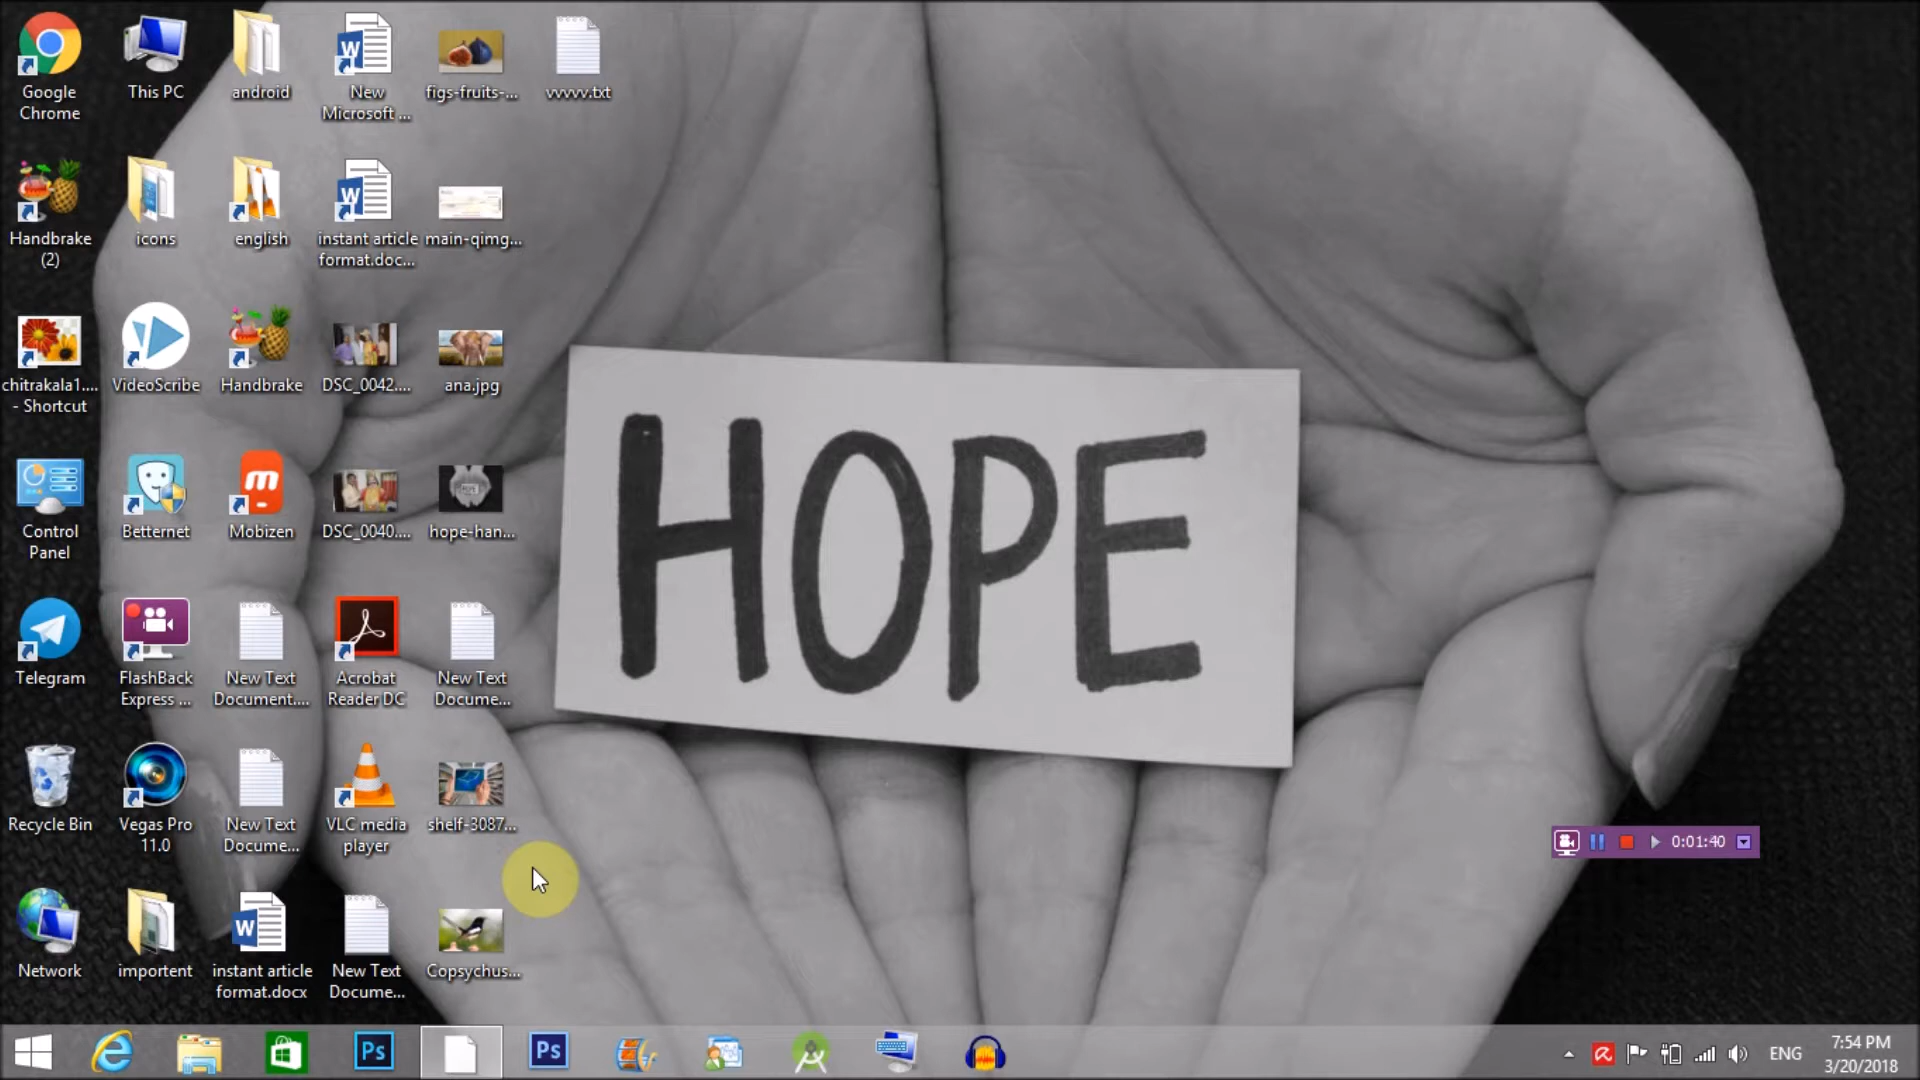 Google
Chrome
This PC
android
New
Microsoft ...
figs-fruits-...
vvvvv.txt
Handbrake
(2)
icons
english
instant article
format.doc...
main-qimg...
chitrakala1....
- Shortcut
VideoScribe
Handbrake
DSC_0042....
ana.jpg
Control
Panel
Betternet
Mobizen
DSC_0040....
hope-han...
HOPE
Telegram
FlashBack
Express ...
New Text
Document....
Acrobat
Reader DC
New Text
Docume...
Recycle Bin
Vegas Pro
11.0
New Text
Docume...
VLC media
player
shelf-3087...
0:01:40
Network
importent
instant article
format.docx
New Text
Docume...
Copsychus...
Ps
Ps
ENG
7:54 PM
3/20/2018